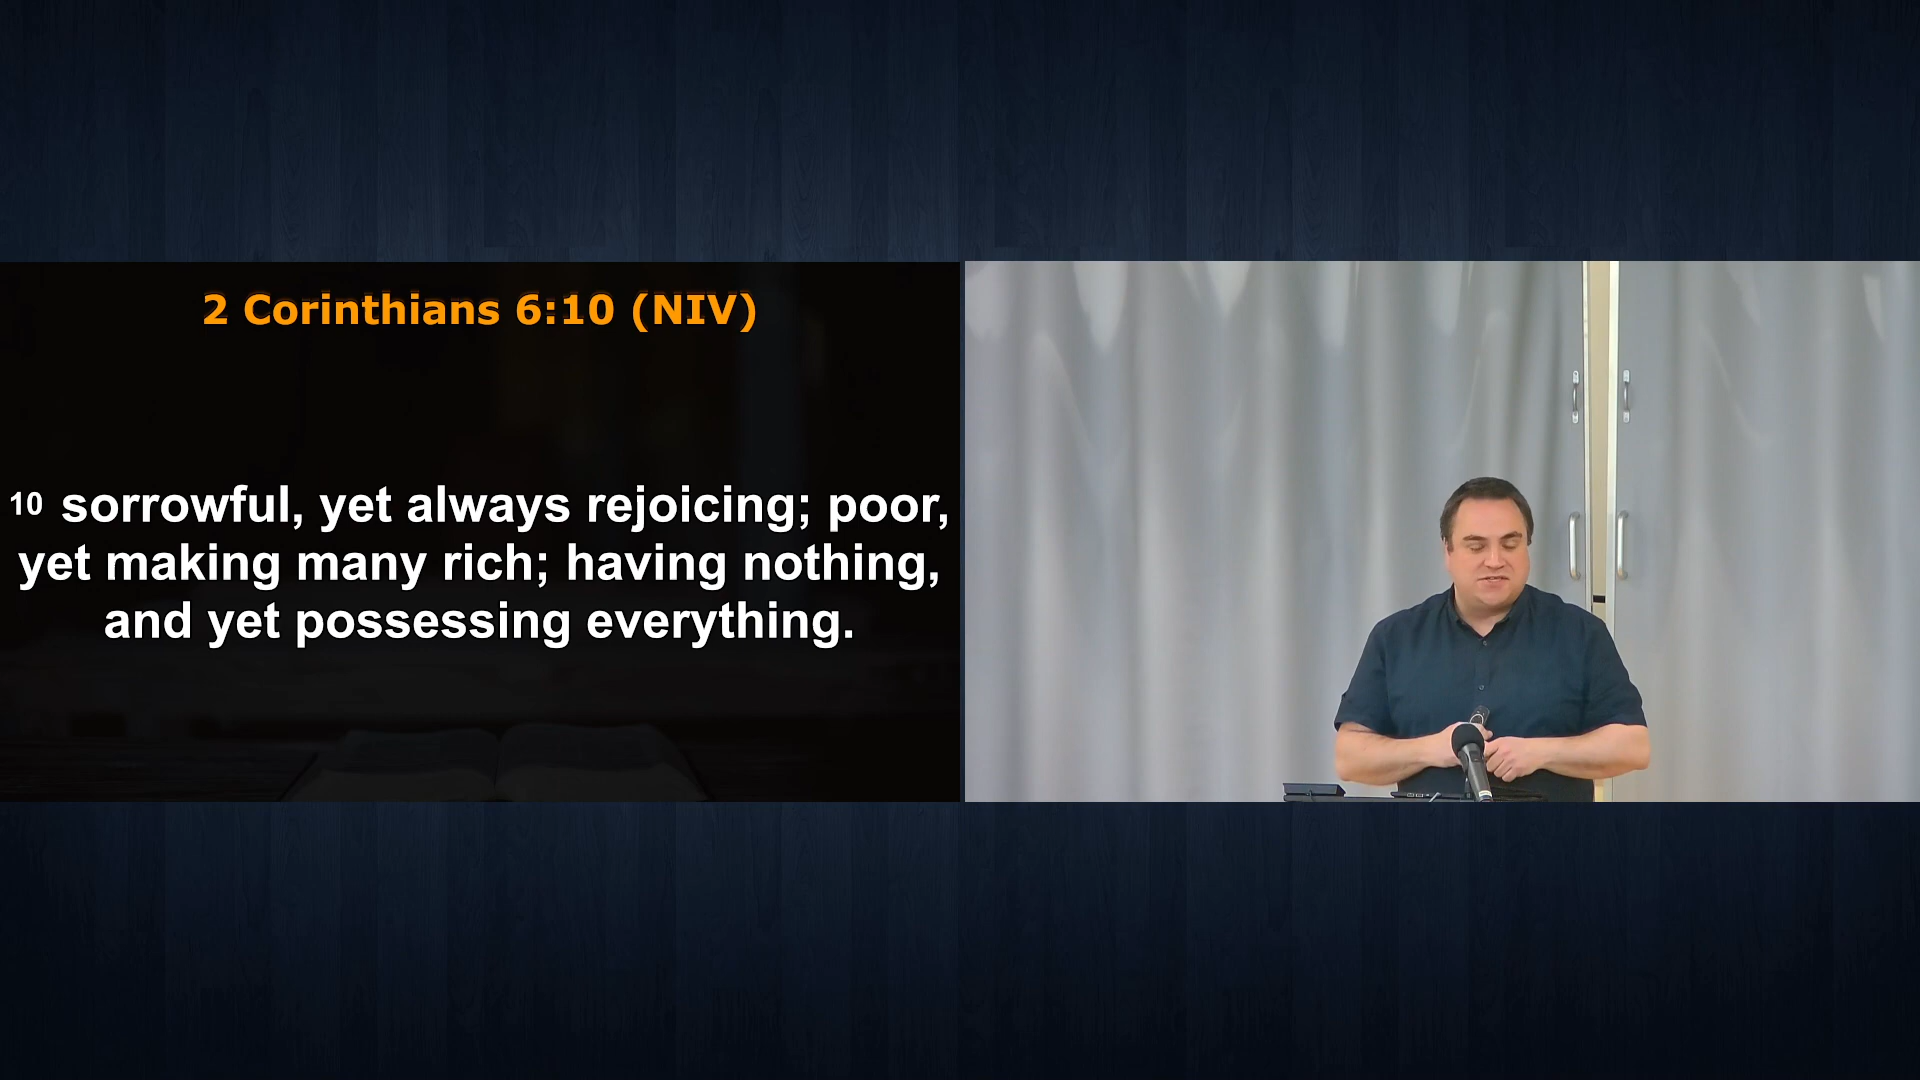 2 Corinthians 6:10 (NIV)
10 sorrowful, yet always rejoicing; poor,
yet making many rich; having nothing,
and yet possessing everything.